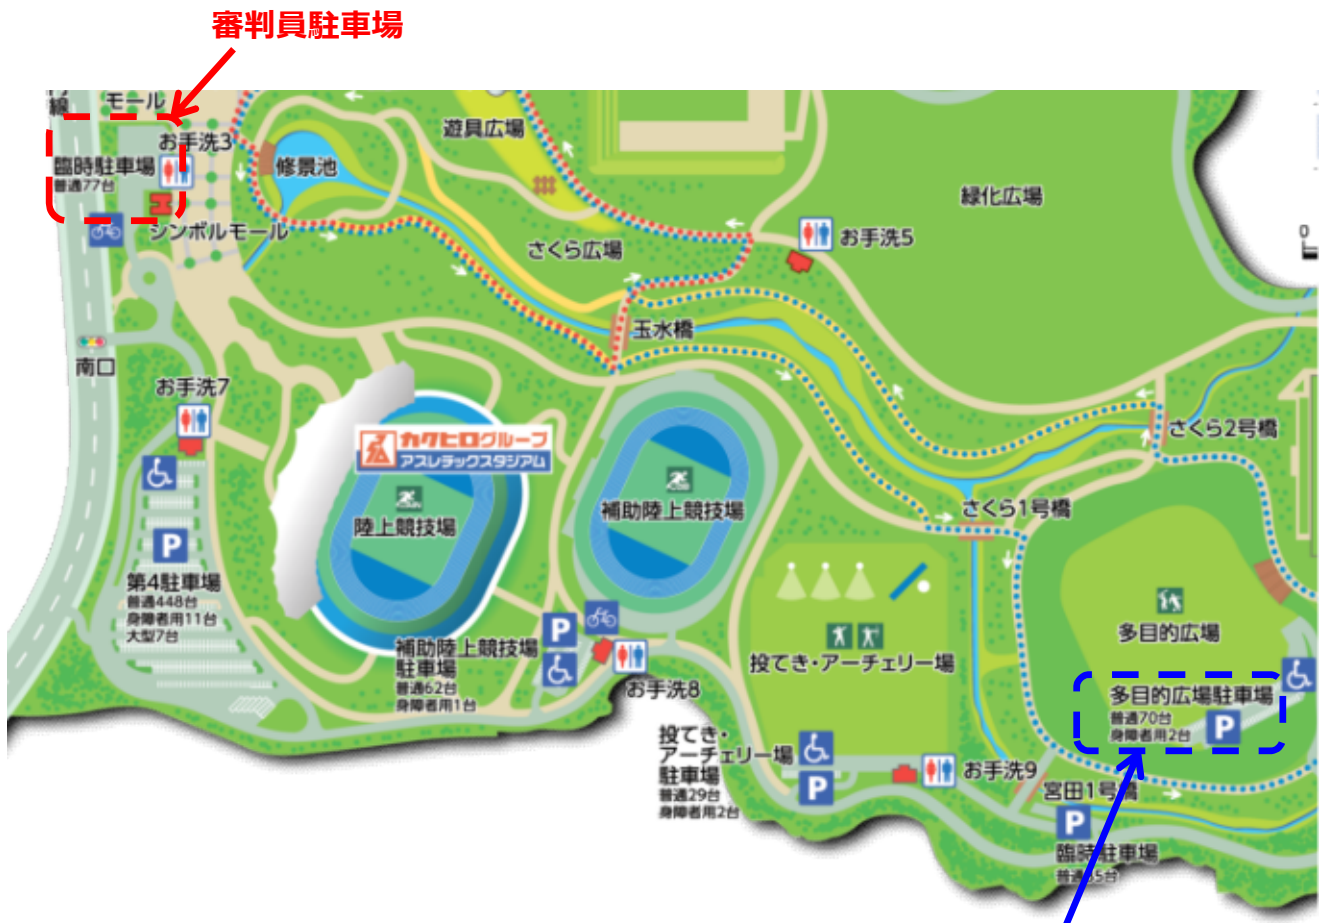 審判員駐車場
線
モール
お手洗3
臨時駐車場
普通77台
シンボルモール
修景池
遊具広場
さくら広場
お手洗5
緑化広場
玉水橋
南口
お手洗7
カクヒログループ
アスレチックスタジアム
陸上競技場
補助陸上競技場
さくら2号橋
さくら1号橋
P
第4駐車場
普通448台
身障者用11台
大型7台
補助陸上競技場
駐車場
普通62台
身障者用1台
P
お手洗8
投てき・アーチェリー場
多目的広場
多目的広場駐車場
普通70台
身障者用2台
P
投てき・
アーチェリー場
駐車場
普通29台
身障者用2台
P
お手洗9
宮田1号橋
P
臨時駐車場